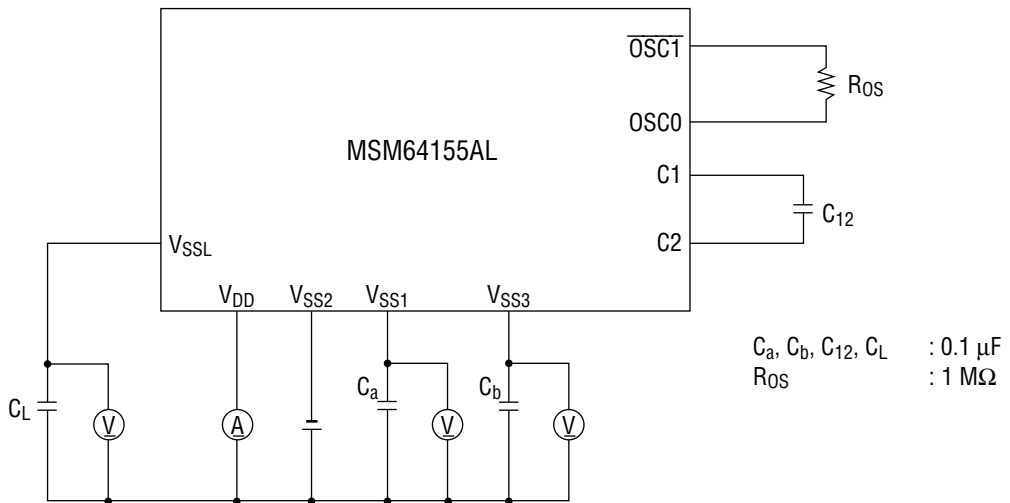 OSC1
ROS
OSC0
MSM64155AL
C1
C12
C2
VSSL
VDD
VSS2
VSS1
VSS3
Ca, Cb, C12, CL : 0.1 μF
ROS : 1 MΩ
CL
V
A
Ca
V
Cb
V